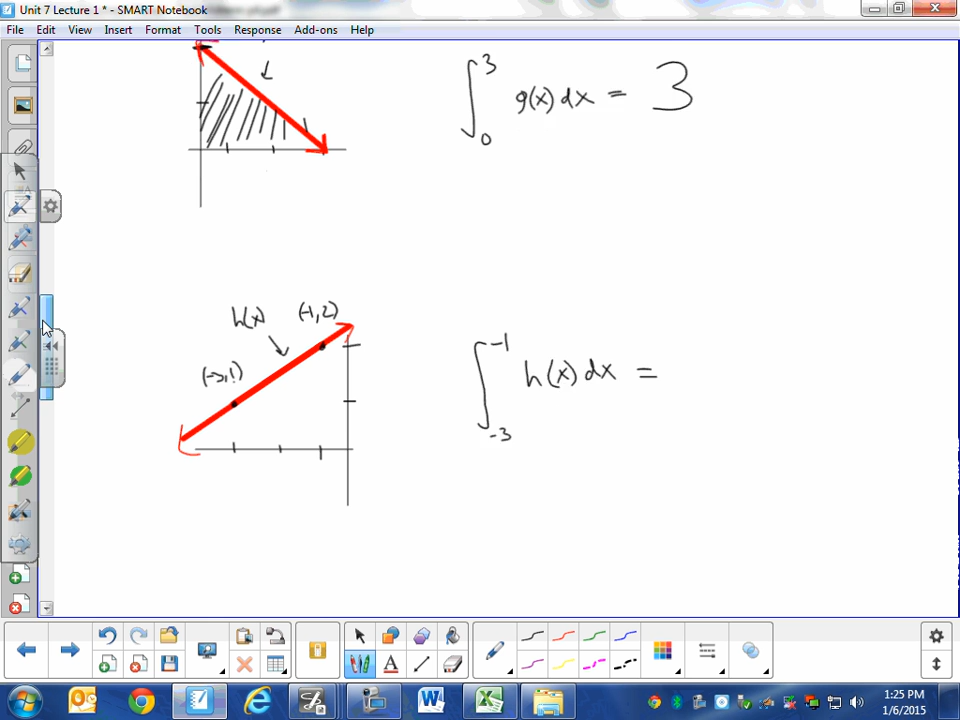 Unit 7 Lecture 1 * - SMART Notebook
File Edit View Insert Format Tools Response Add-ons Help
∫₀³ g(x) dx = 3
h(x)
(-1,2)
(-3,1)
∫₋₃⁻¹ h(x) dx =
A
1:25 PM
1/6/2015